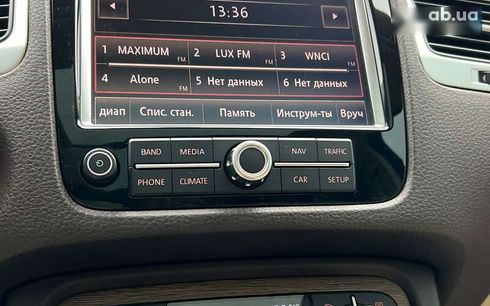 ab.ua
13:36
1 MAXIMUM FM 2 LUX FM FM 3 WNCI FM
4 Alone FM 5 Нет данных 6 Нет данных
диап Спис. стан. Память Инструм-ты Вруч
BAND MEDIA NAV TRAFFIC
PHONE CLIMATE CAR SETUP